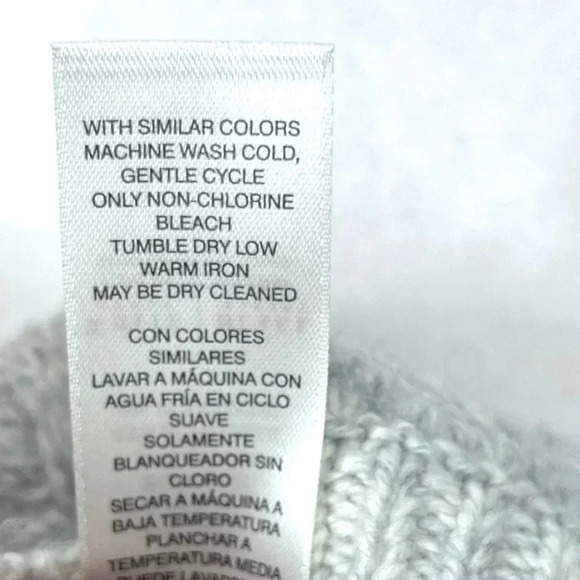 WITH SIMILAR COLORS
MACHINE WASH COLD,
GENTLE CYCLE
ONLY NON-CHLORINE
BLEACH
TUMBLE DRY LOW
WARM IRON
MAY BE DRY CLEANED
CON COLORES
SIMILARES
LAVAR A MÁQUINA CON
AGUA FRÍA EN CICLO
SUAVE
SOLAMENTE
BLANQUEADOR SIN
CLORO
SECAR A MÁQUINA A
BAJA TEMPERATURA
PLANCHAR A
TEMPERATURA MEDIA
PUEDE